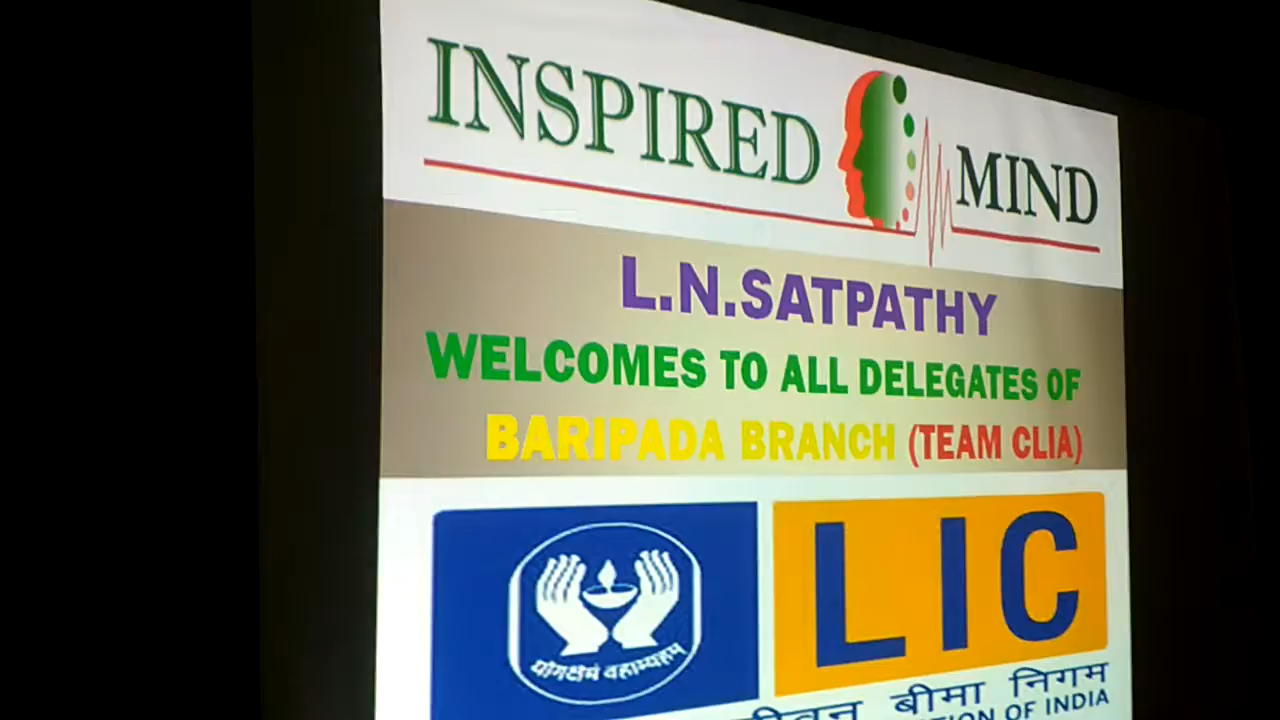 INSPIRED MIND
L.N.SATPATHY
WELCOMES TO ALL DELEGATES OF
BARIPADA BRANCH (TEAM CLIA)
योगक्षेमं वहाम्यहम्
LIC
बीमा निगम
OF INDIA